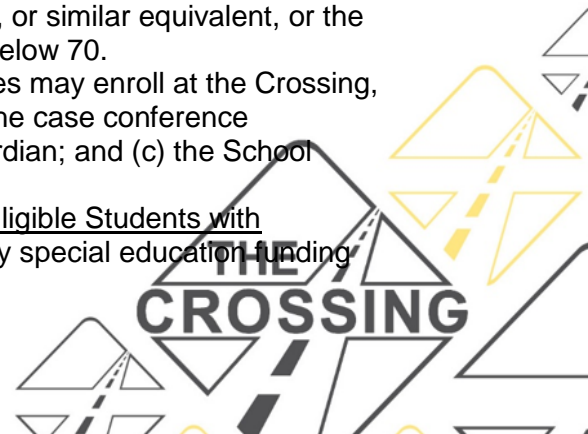 , or similar equivalent, or the
elow 70.
es may enroll at the Crossing,
ne case conference
rdian; and (c) the School
ligible Students with
y special education funding
THE
CROSSING